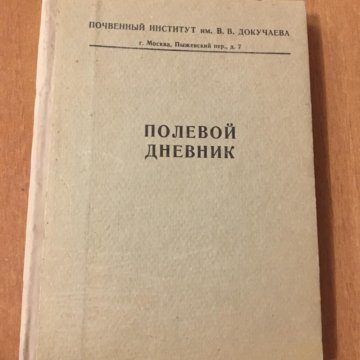 ПОЧВЕННЫЙ ИНСТИТУТ им. В. В. ДОКУЧАЕВА
г. Москва, Пыжевский пер., д. 7
ПОЛЕВОЙ
ДНЕВНИК